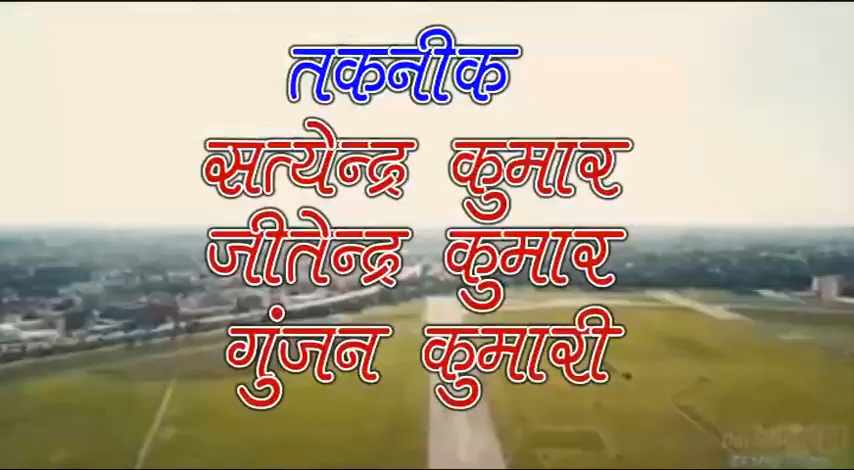 तकनीक
सत्येन्द्र कुमार
जीतेन्द्र कुमार
गुंजन कुमारी